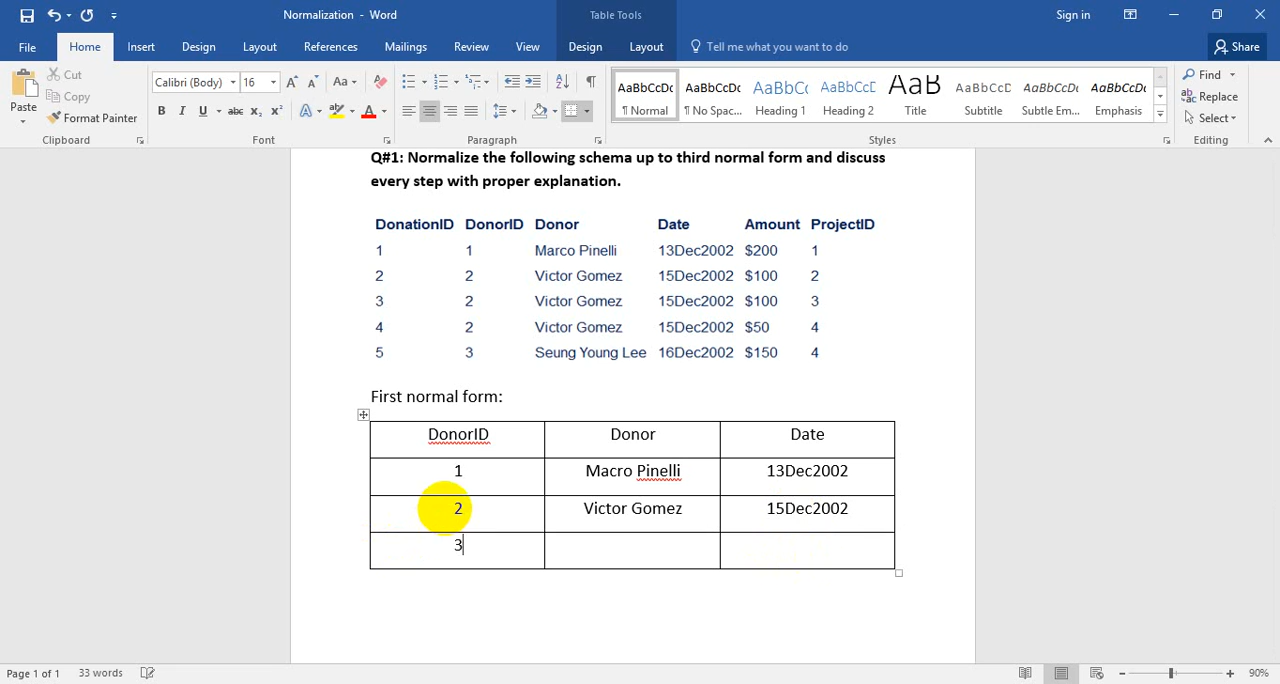 Normalization - Word
Table Tools
Sign in
File Home Insert Design Layout References Mailings Review View Design Layout Tell me what you want to do Share
Paste
Cut
Copy
Format Painter
Clipboard
Calibri (Body) 16
Font
Paragraph
AaBbCcDc ¶ Normal
AaBbCcDc ¶ No Spac...
AaBbCc Heading 1
AaBbCcC Heading 2
AaB Title
AaBbCcC Subtitle
AaBbCcDc Subtle Em...
AaBbCcDc Emphasis
Styles
Find
Replace
Select
Editing
Q#1: Normalize the following schema up to third normal form and discuss
every step with proper explanation.
DonationID DonorID Donor Date Amount ProjectID
1 1 Marco Pinelli 13Dec2002 $200 1
2 2 Victor Gomez 15Dec2002 $100 2
3 2 Victor Gomez 15Dec2002 $100 3
4 2 Victor Gomez 15Dec2002 $50 4
5 3 Seung Young Lee 16Dec2002 $150 4
First normal form:
DonorID Donor Date
1 Macro Pinelli 13Dec2002
2 Victor Gomez 15Dec2002
3
Page 1 of 1 33 words 90%